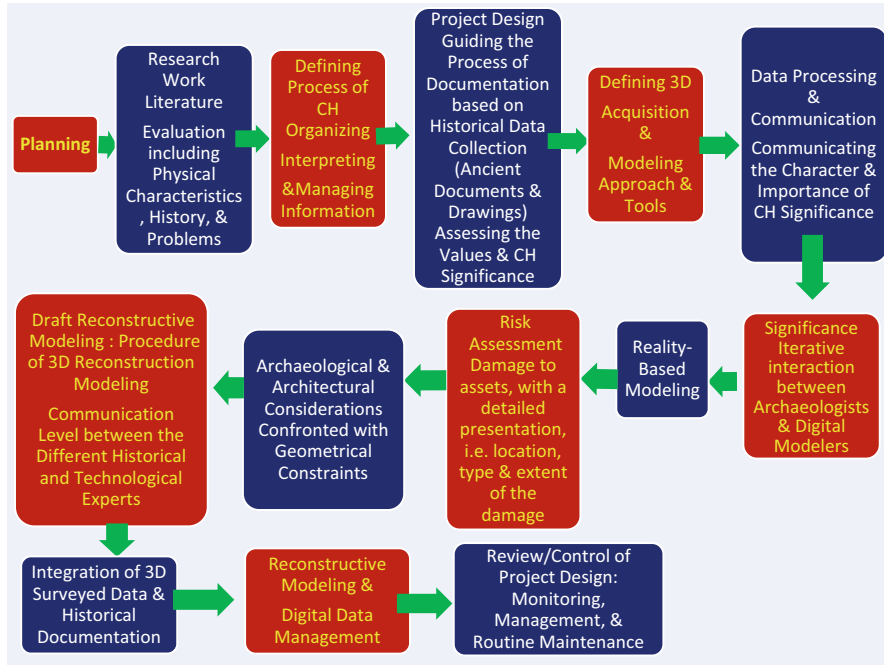 Planning
Research
Work
Literature
Evaluation
including
Physical
Characteristics
, History, &
Problems
Defining
Process of
CH
Organizing
Interpreting
&Managing
Information
Project Design
Guiding the
Process of
Documentation
based on
Historical Data
Collection
(Ancient
Documents &
Drawings)
Assessing the
Values & CH
Significance
Defining 3D
Acquisition &
Modeling
Approach &
Tools
Data Processing
&
Communication
Communicating
the Character &
Importance of
CH Significance
Significance
Iterative
interaction
between
Archaeologists
& Digital
Modelers
Reality-
Based
Modeling
Risk
Assessment
Damage to
assets, with a
detailed
presentation,
i.e. location,
type & extent
of the
damage
Archaeological &
Architectural
Considerations
Confronted with
Geometrical
Constraints
Draft Reconstructive
Modeling : Procedure
of 3D Reconstruction
Modeling
Communication
Level between the
Different Historical
and Technological
Experts
Integration of 3D
Surveyed Data &
Historical
Documentation
Reconstructive
Modeling &
Digital Data
Management
Review/Control of
Project Design:
Monitoring,
Management, &
Routine Maintenance